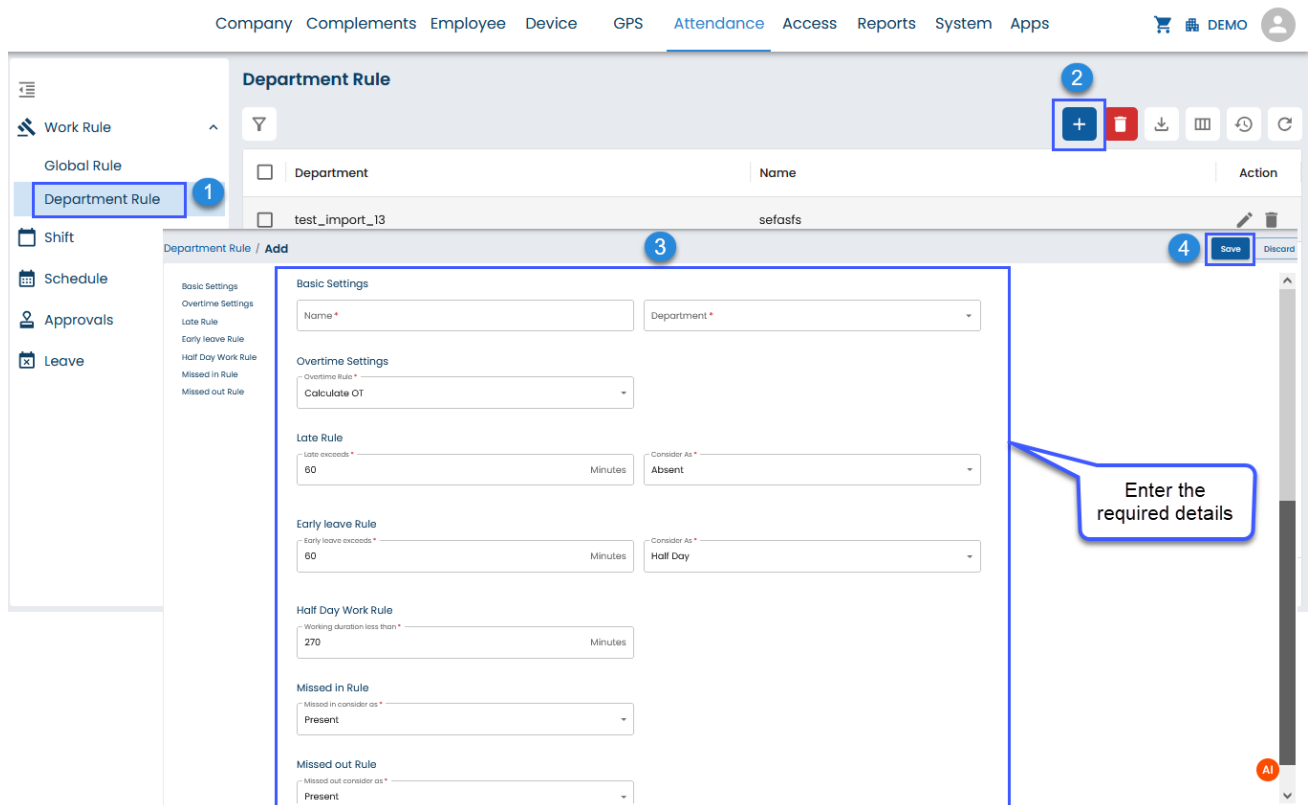 Company Complements Employee Device GPS Attendance Access Reports System Apps DEMO
Department Rule
2
Work Rule
Global Rule
Department Rule
1
Shift
Schedule
Approvals
Leave
Department Name Action
test_import_13 sefasfs
Department Rule / Add
3
4
Save Discard
Basic Settings
Overtime Settings
Late Rule
Early leave Rule
Half Day Work Rule
Missed in Rule
Missed out Rule
Basic Settings
Name * Department *
Overtime Settings
Overtime Rule *
Calculate OT
Late Rule
Late exceeds * Consider As *
60 Minutes Absent
Early leave Rule
Early leave exceeds * Consider As *
60 Minutes Half Day
Half Day Work Rule
Working duration less than *
270 Minutes
Missed in Rule
Missed in consider as *
Present
Missed out Rule
Missed out consider as *
Present
Enter the
required details
AI